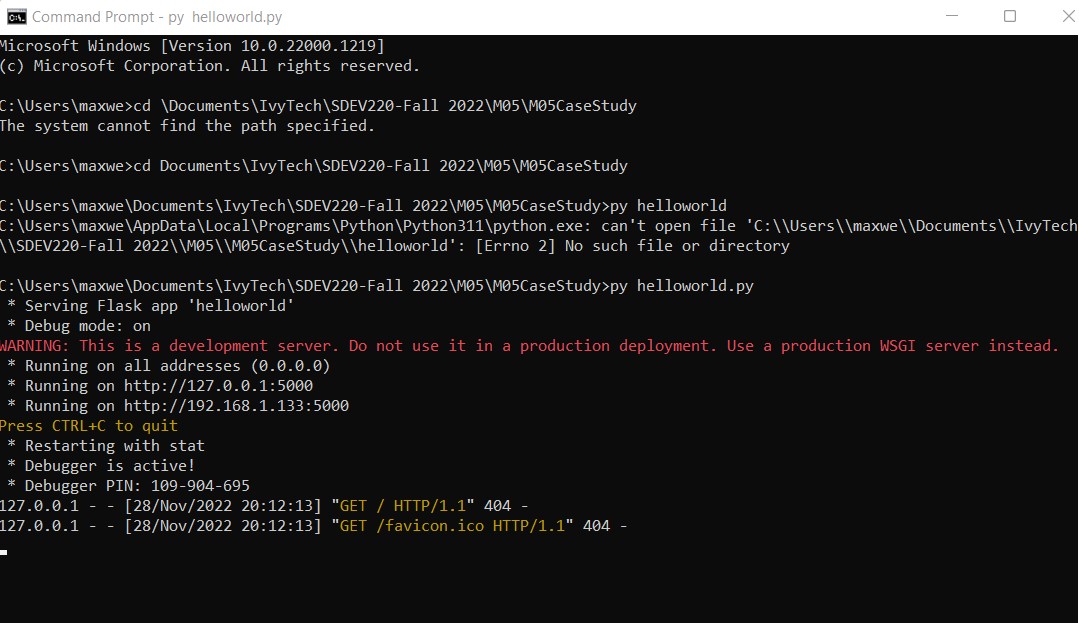 Command Prompt - py  helloworld.py
Microsoft Windows [Version 10.0.22000.1219]
(c) Microsoft Corporation. All rights reserved.
C:\Users\maxwe>cd \Documents\IvyTech\SDEV220-Fall 2022\M05\M05CaseStudy
The system cannot find the path specified.
C:\Users\maxwe>cd Documents\IvyTech\SDEV220-Fall 2022\M05\M05CaseStudy
C:\Users\maxwe\Documents\IvyTech\SDEV220-Fall 2022\M05\M05CaseStudy>py helloworld
C:\Users\maxwe\AppData\Local\Programs\Python\Python311\python.exe: can't open file 'C:\\Users\\maxwe\\Documents\\IvyTech
\\SDEV220-Fall 2022\\M05\\M05CaseStudy\\helloworld': [Errno 2] No such file or directory
C:\Users\maxwe\Documents\IvyTech\SDEV220-Fall 2022\M05\M05CaseStudy>py helloworld.py
 * Serving Flask app 'helloworld'
 * Debug mode: on
WARNING: This is a development server. Do not use it in a production deployment. Use a production WSGI server instead.
 * Running on all addresses (0.0.0.0)
 * Running on http://127.0.0.1:5000
 * Running on http://192.168.1.133:5000
Press CTRL+C to quit
 * Restarting with stat
 * Debugger is active!
 * Debugger PIN: 109-904-695
127.0.0.1 - - [28/Nov/2022 20:12:13] "GET / HTTP/1.1" 404 -
127.0.0.1 - - [28/Nov/2022 20:12:13] "GET /favicon.ico HTTP/1.1" 404 -